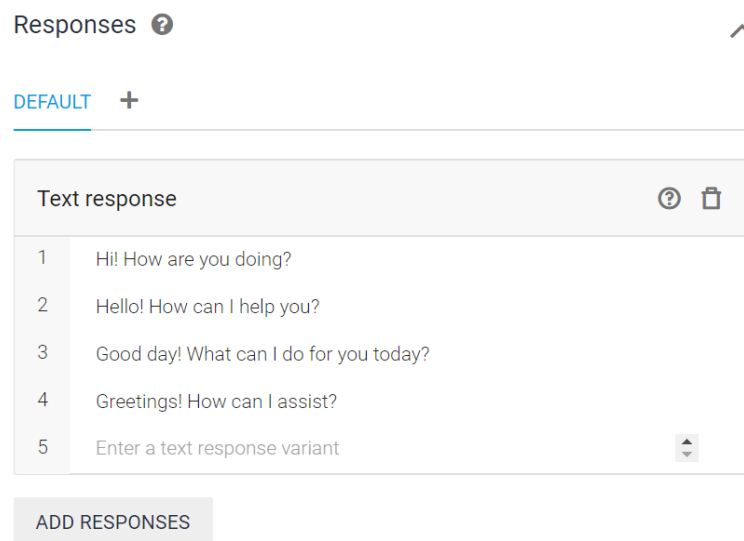 Responses
DEFAULT
Text response
1 Hi! How are you doing?
2 Hello! How can I help you?
3 Good day! What can I do for you today?
4 Greetings! How can I assist?
5 Enter a text response variant
ADD RESPONSES